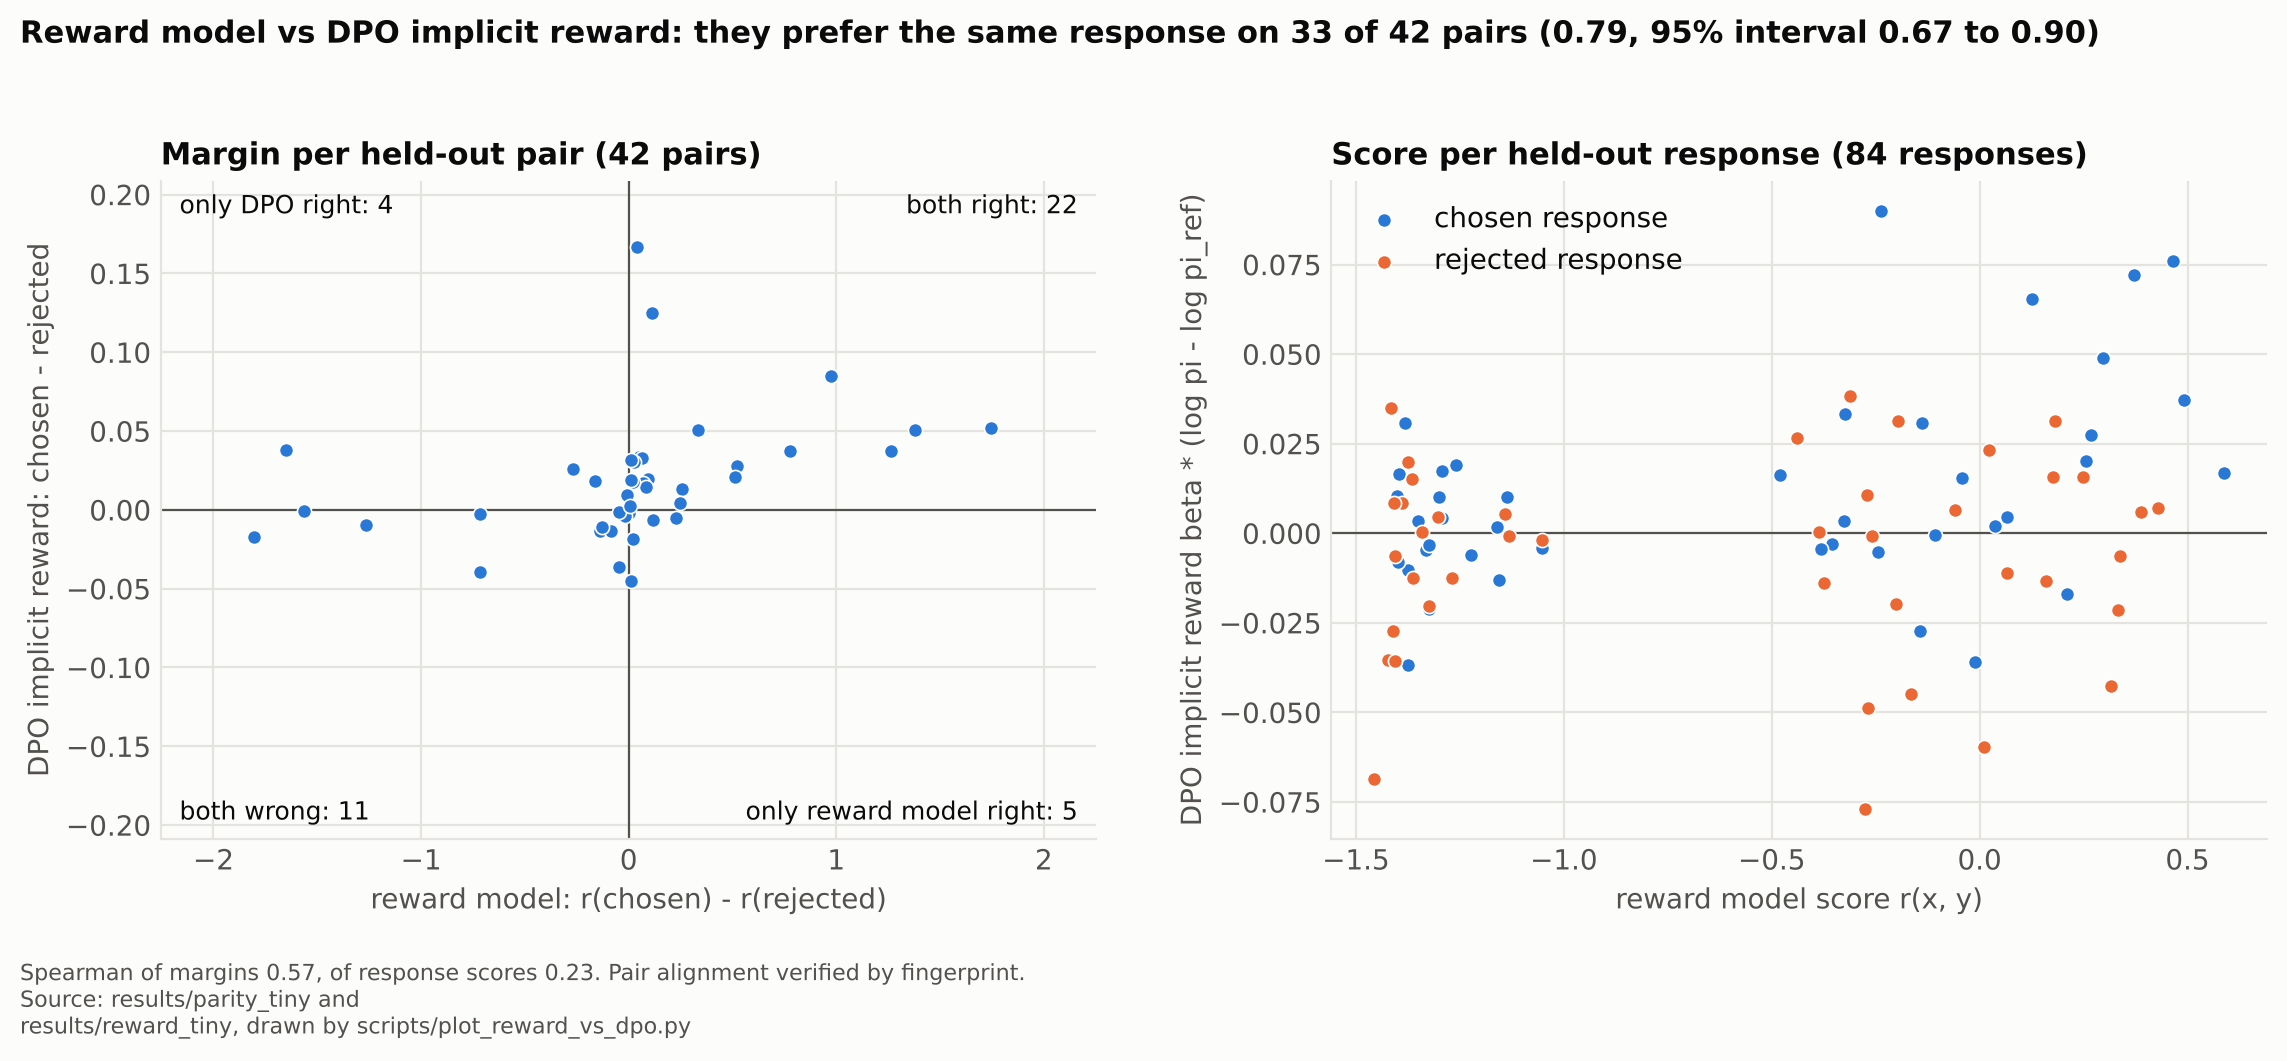 Reward model vs DPO implicit reward: they prefer the same response on 33 of 42 pairs (0.79, 95% interval 0.67 to 0.90)
Margin per held-out pair (42 pairs)
only DPO right: 4
both right: 22
both wrong: 11
only reward model right: 5
DPO implicit reward: chosen - rejected
0.20
0.15
0.10
0.05
0.00
−0.05
−0.10
−0.15
−0.20
−2
−1
0
1
2
reward model: r(chosen) - r(rejected)
Score per held-out response (84 responses)
chosen response
rejected response
DPO implicit reward beta * (log pi - log pi_ref)
0.075
0.050
0.025
0.000
−0.025
−0.050
−0.075
−1.5
−1.0
−0.5
0.0
0.5
reward model score r(x, y)
Spearman of margins 0.57, of response scores 0.23. Pair alignment verified by fingerprint.
Source: results/parity_tiny and
results/reward_tiny, drawn by scripts/plot_reward_vs_dpo.py